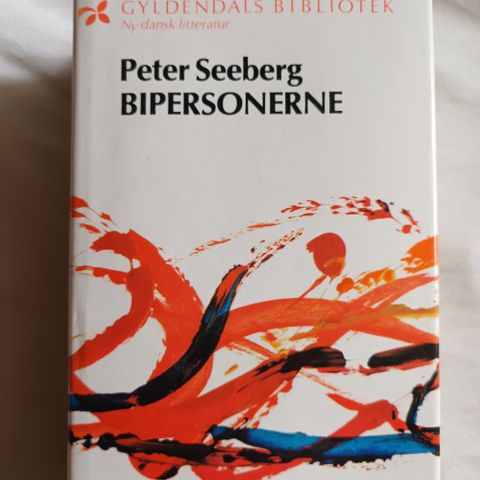 GYLDENDALS BIBLIOTEK
Ny dansk litteratur
Peter Seeberg
BIPERSONERNE